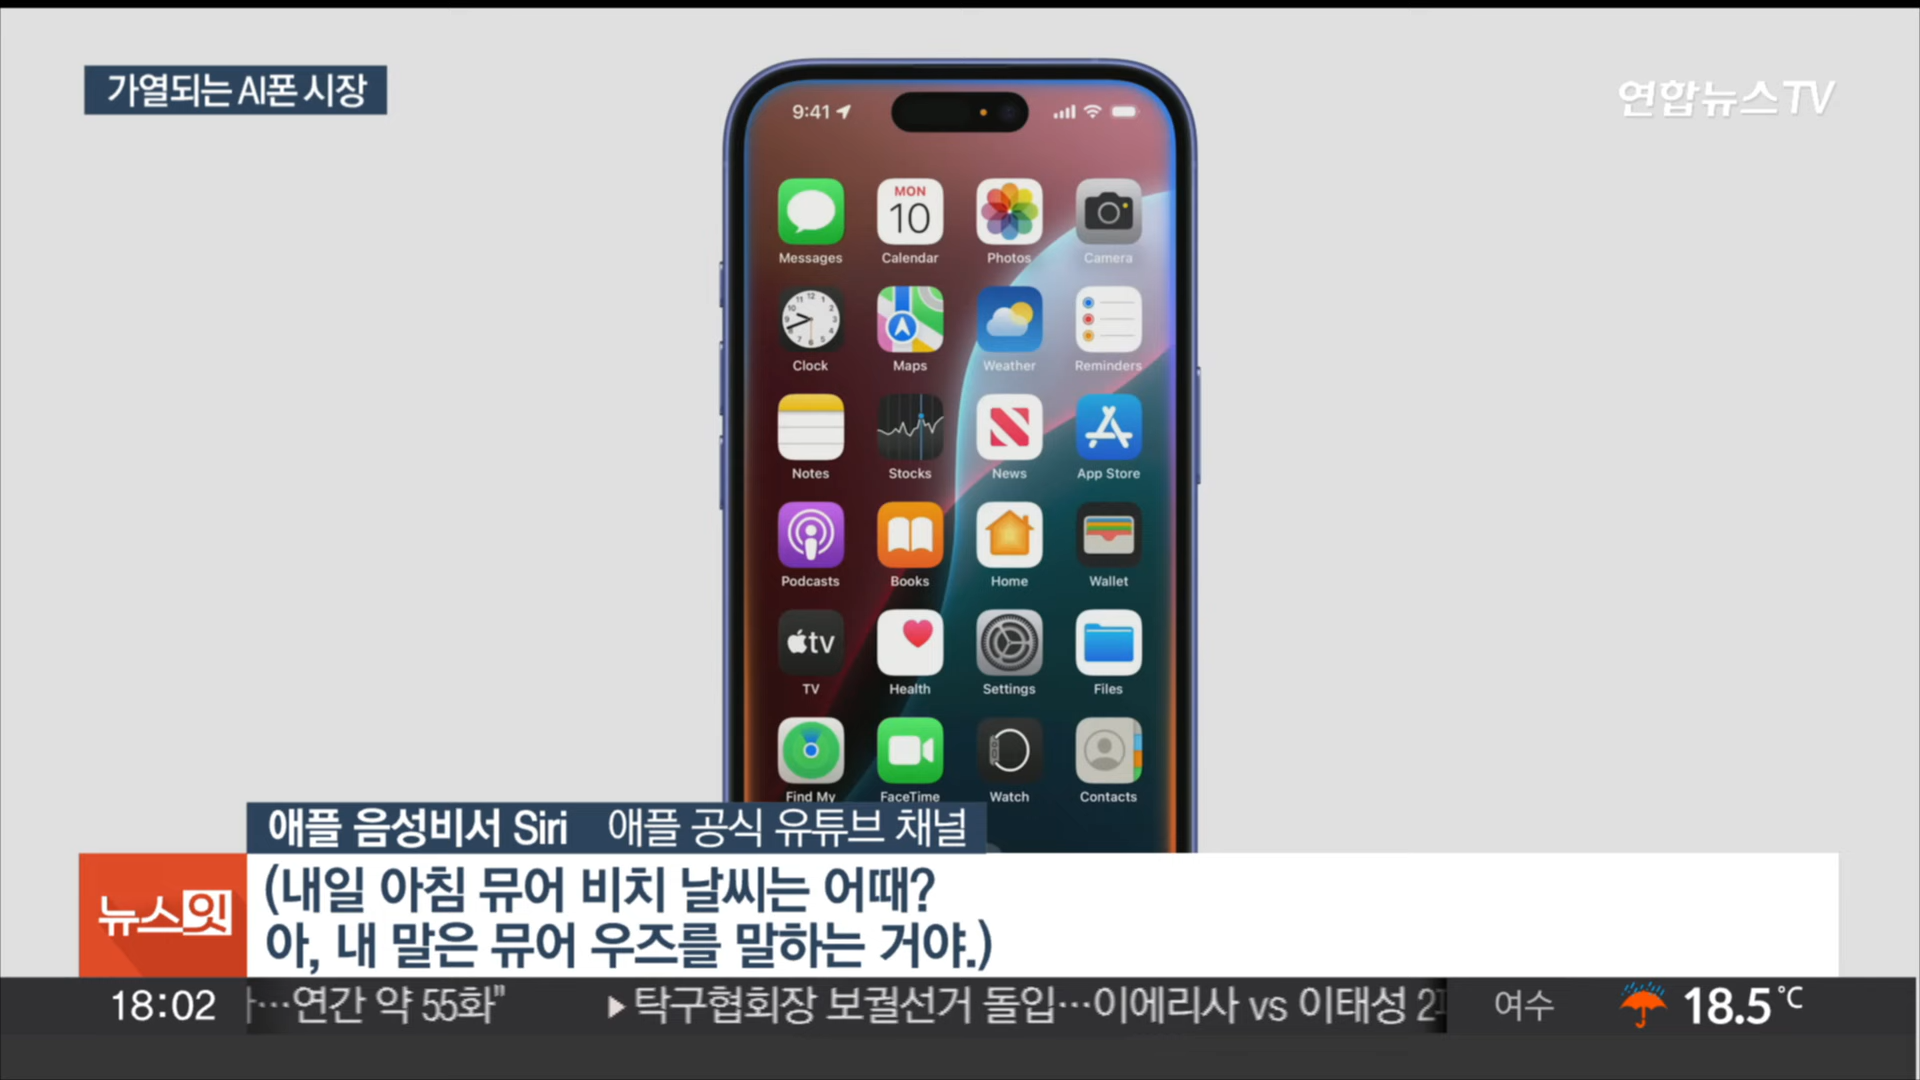 가열되는 AI폰 시장
연합뉴스TV
9:41
MON
10
Messages
Calendar
Photos
Camera
Clock
Maps
Weather
Reminders
Notes
Stocks
News
App Store
Podcasts
Books
Home
Wallet
tv
TV
Health
Settings
Files
Find My
FaceTime
Watch
Contacts
애플 음성비서 Siri 애플 공식 유튜브 채널
뉴스잇
(내일 아침 뮤어 비치 날씨는 어때?
아, 내 말은 뮤어 우즈를 말하는 거야.)
18:02
…연간 약 55화"
▶탁구협회장 보궐선거 돌입…이에리사 vs 이태성
여수
18.5℃